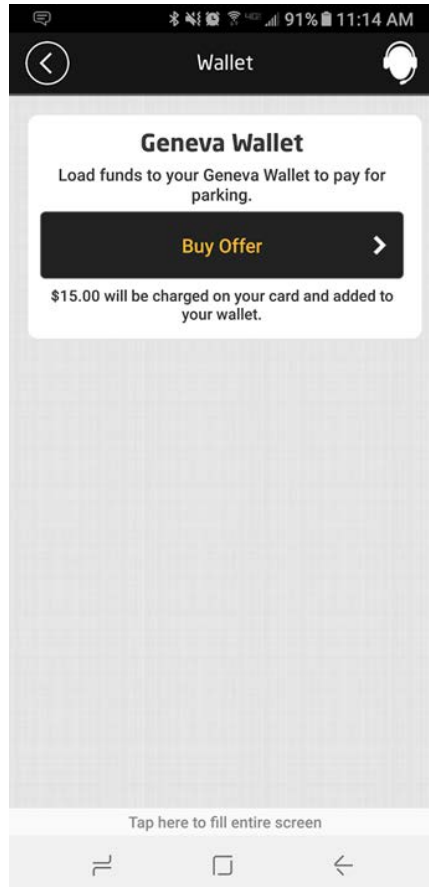 91% 11:14 AM
Wallet
Geneva Wallet
Load funds to your Geneva Wallet to pay for
parking.
Buy Offer
$15.00 will be charged on your card and added to
your wallet.
Tap here to fill entire screen